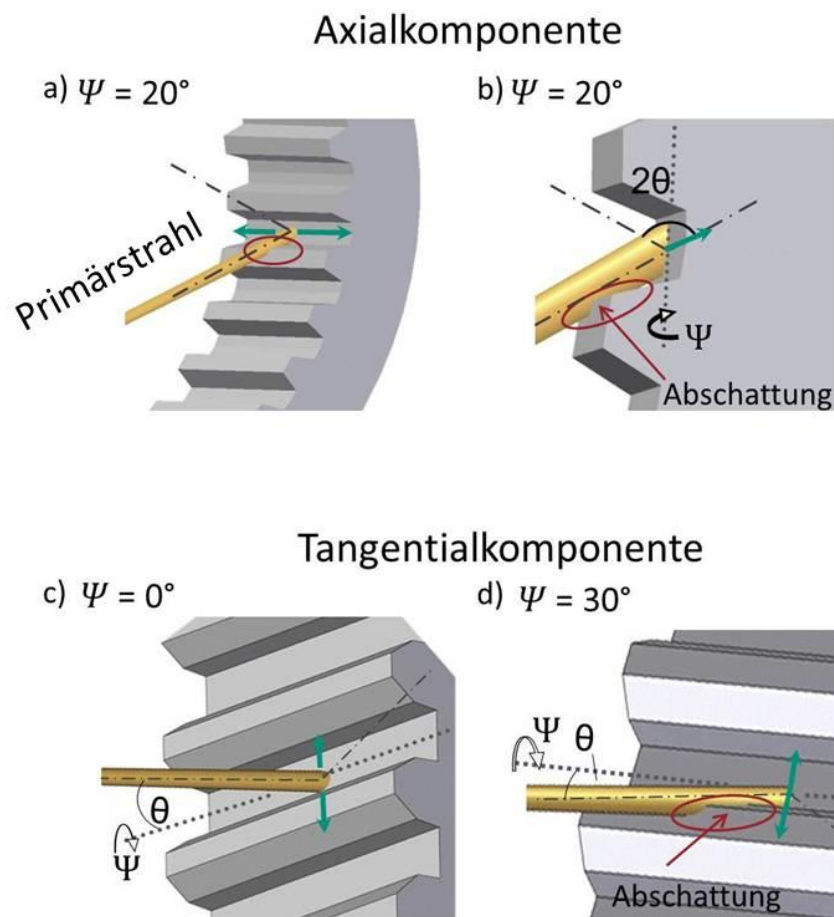 Axialkomponente
a) Ψ = 20°
b) Ψ = 20°
2θ
Primärstrahl
Ψ
Abschattung
Tangentialkomponente
c) Ψ = 0°
d) Ψ = 30°
Ψ
θ
θ
Ψ
Abschattung